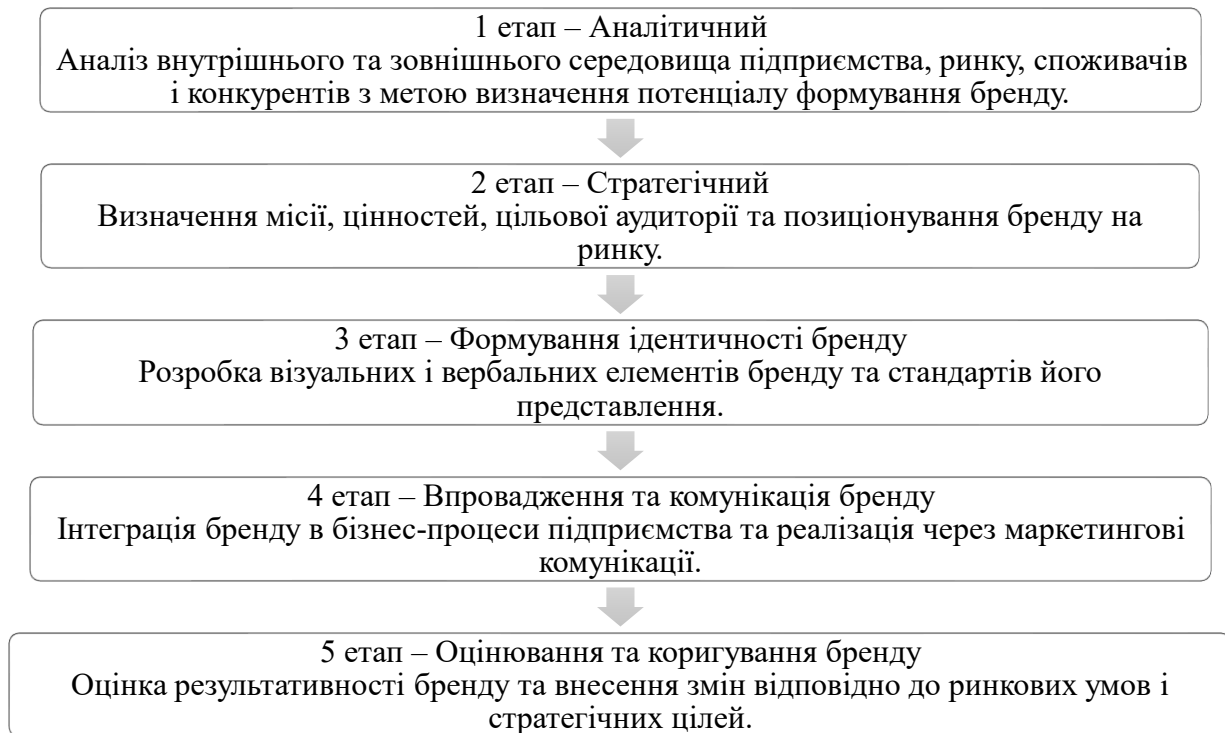 1 етап – Аналітичний
Аналіз внутрішнього та зовнішнього середовища підприємства, ринку, споживачів
і конкурентів з метою визначення потенціалу формування бренду.
2 етап – Стратегічний
Визначення місії, цінностей, цільової аудиторії та позиціонування бренду на
ринку.
3 етап – Формування ідентичності бренду
Розробка візуальних і вербальних елементів бренду та стандартів його
представлення.
4 етап – Впровадження та комунікація бренду
Інтеграція бренду в бізнес-процеси підприємства та реалізація через маркетингові
комунікації.
5 етап – Оцінювання та коригування бренду
Оцінка результативності бренду та внесення змін відповідно до ринкових умов і
стратегічних цілей.